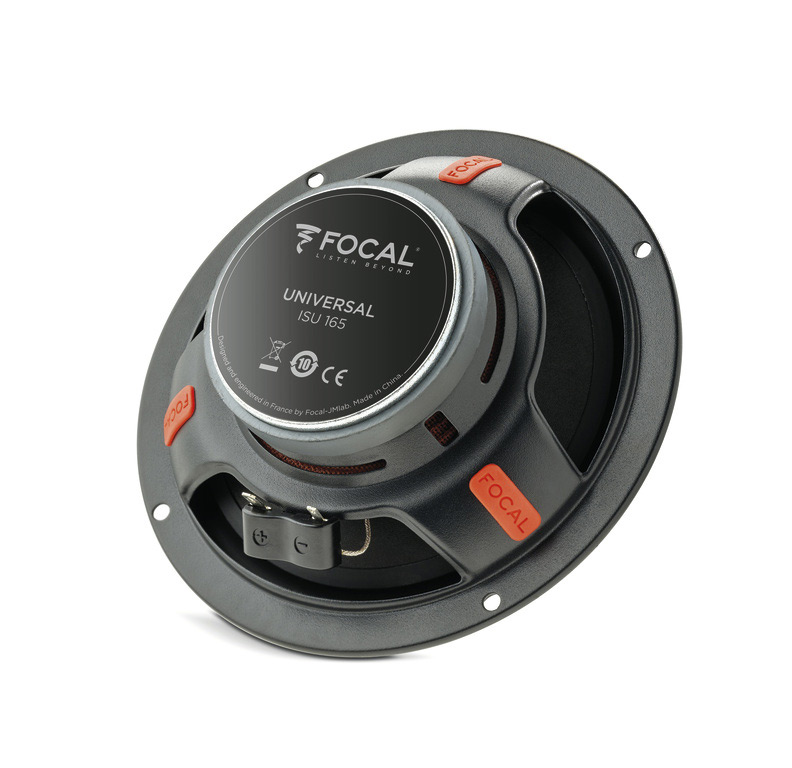 FOCAL
FOCAL®
LISTEN BEYOND
UNIVERSAL
ISU 165
10
CE
Designed and engineered in France by Focal-JMlab. Made in China.
FOCAL
FOCAL
+ -